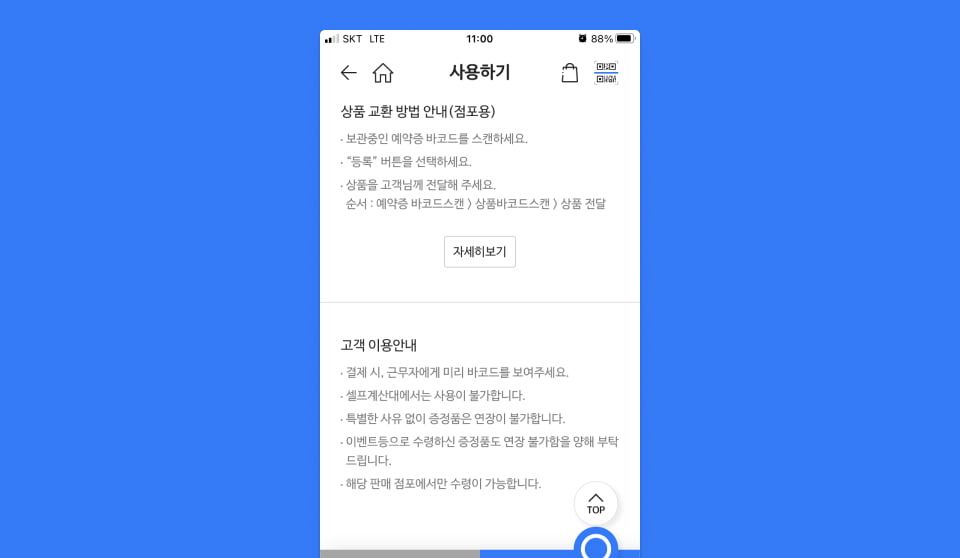 SKT LTE 11:00 88%
사용하기
상품 교환 방법 안내(점포용)
· 보관중인 예약증 바코드를 스캔하세요.
· “등록” 버튼을 선택하세요.
· 상품을 고객님께 전달해 주세요.
순서 : 예약증 바코드스캔 > 상품바코드스캔 > 상품 전달
자세히보기
고객 이용안내
· 결제 시, 근무자에게 미리 바코드를 보여주세요.
· 셀프계산대에서는 사용이 불가합니다.
· 특별한 사유 없이 증정품은 연장이 불가합니다.
· 이벤트등으로 수령하신 증정품도 연장 불가함을 양해 부탁
드립니다.
· 해당 판매 점포에서만 수령이 가능합니다.
TOP